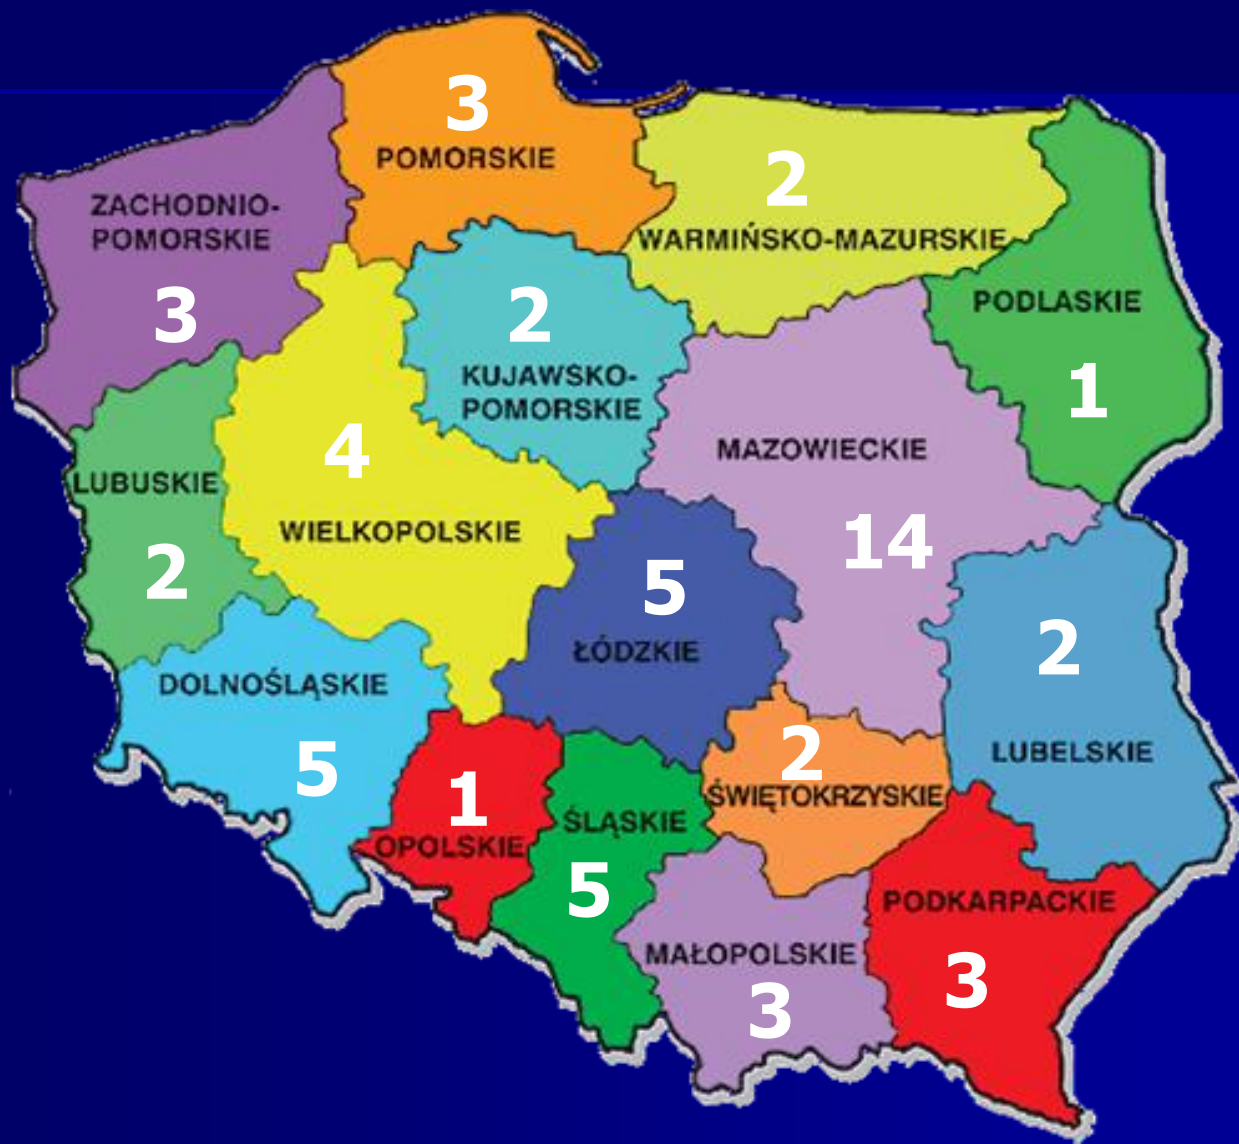 3
POMORSKIE
2
WARMIŃSKO-MAZURSKIE
ZACHODNIO-
POMORSKIE
3
2
KUJAWSKO-
POMORSKIE
PODLASKIE
1
LUBUSKIE
2
4
WIELKOPOLSKIE
MAZOWIECKIE
14
5
ŁÓDZKIE
2
LUBELSKIE
DOLNOŚLĄSKIE
5
1
OPOLSKIE
ŚLĄSKIE
5
2
ŚWIĘTOKRZYSKIE
MAŁOPOLSKIE
3
PODKARPACKIE
3